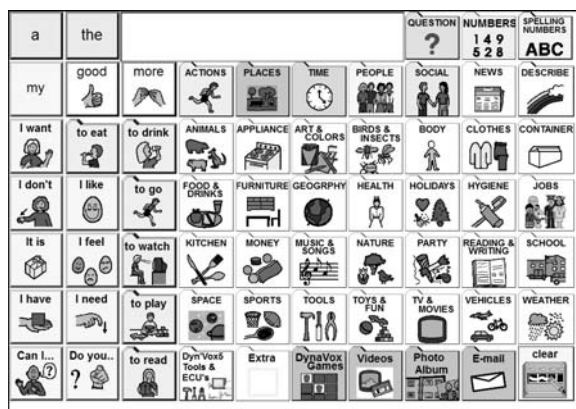 a
the
QUESTION
?
NUMBERS
1 4 9
5 2 8
SPELLING
NUMBERS
ABC
my
good
more
ACTIONS
PLACES
TIME
PEOPLE
SOCIAL
NEWS
DESCRIBE
I want
to eat
to drink
ANIMALS
APPLIANCE
ART &
COLORS
BIRDS &
INSECTS
BODY
CLOTHES
CONTAINER
I don't
I like
to go
FOOD &
DRINKS
FURNITURE
GEOGRPHY
HEALTH
HOLIDAYS
HYGIENE
JOBS
It is
I feel
to watch
KITCHEN
MONEY
MUSIC &
SONGS
NATURE
PARTY
READING &
WRITING
SCHOOL
I have
I need
to play
SPACE
SPORTS
TOOLS
TOYS &
FUN
TV &
MOVIES
VEHICLES
WEATHER
Can I...
?
Do you..
?
to read
Dyn'Vox5
Tools &
ECU's
Extra
DynaVox
Games
Videos
Photo
Album
E-mail
clear